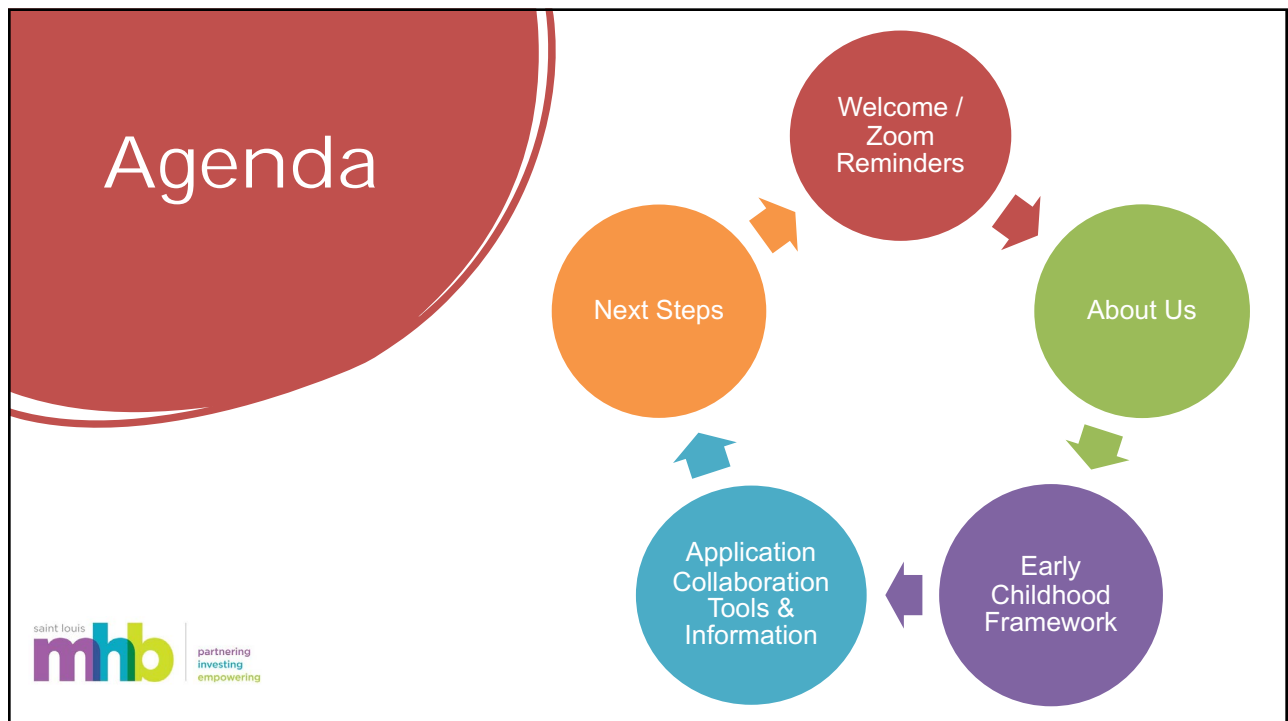 Agenda
Welcome /
Zoom
Reminders
About Us
Early
Childhood
Framework
Application
Collaboration
Tools &
Information
Next Steps
saint louis
mhb
partnering
investing
empowering